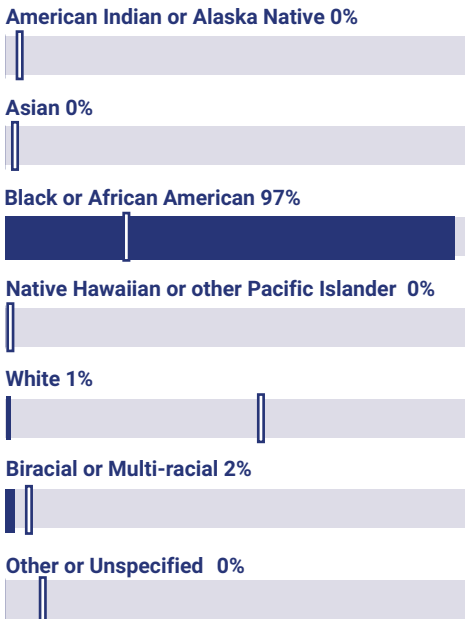 American Indian or Alaska Native 0%
Asian 0%
Black or African American 97%
Native Hawaiian or other Pacific Islander 0%
White 1%
Biracial or Multi-racial 2%
Other or Unspecified 0%